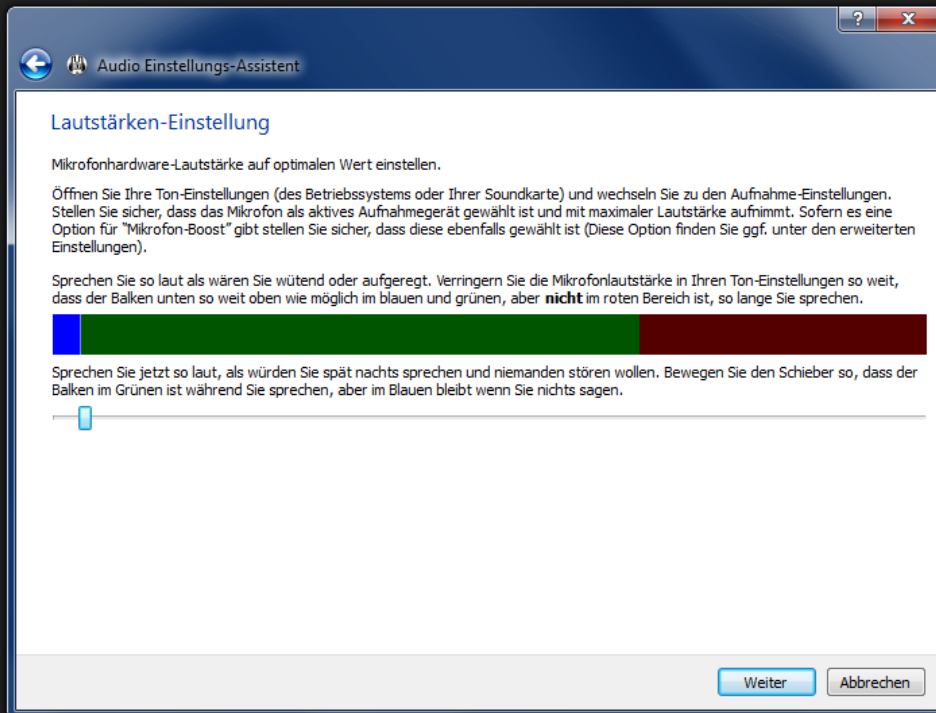 ?
Audio Einstellungs-Assistent
Lautstärken-Einstellung
Mikrofonhardware-Lautstärke auf optimalen Wert einstellen.
Öffnen Sie Ihre Ton-Einstellungen (des Betriebssystems oder Ihrer Soundkarte) und wechseln Sie zu den Aufnahme-Einstellungen.
Stellen Sie sicher, dass das Mikrofon als aktives Aufnahmegerät gewählt ist und mit maximaler Lautstärke aufnimmt. Sofern es eine
Option für "Mikrofon-Boost" gibt stellen Sie sicher, dass diese ebenfalls gewählt ist (Diese Option finden Sie ggf. unter den erweiterten
Einstellungen).
Sprechen Sie so laut als wären Sie wütend oder aufgeregt. Verringern Sie die Mikrofonlautstärke in Ihren Ton-Einstellungen so weit,
dass der Balken unten so weit oben wie möglich im blauen und grünen, aber nicht im roten Bereich ist, so lange Sie sprechen.
Sprechen Sie jetzt so laut, als würden Sie spät nachts sprechen und niemanden stören wollen. Bewegen Sie den Schieber so, dass der
Balken im Grünen ist während Sie sprechen, aber im Blauen bleibt wenn Sie nichts sagen.
Weiter
Abbrechen